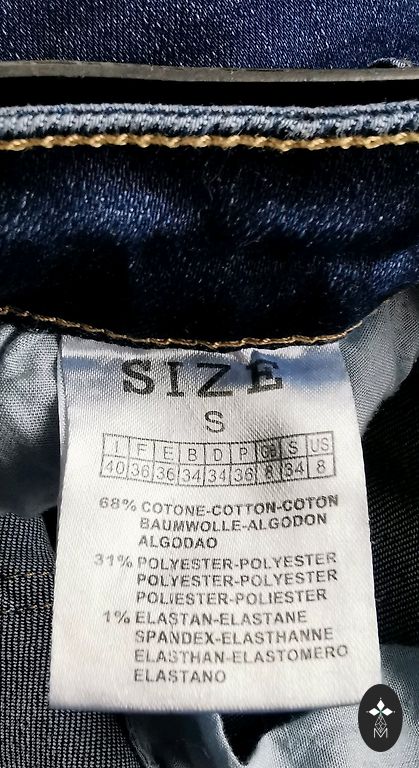 SIZE
S
I F E B D P GB S US
40 36 36 34 34 36 8 34 8
68% COTONE-COTTON-COTON
BAUMWOLLE-ALGODON
ALGODAO
31% POLYESTER-POLYESTER
POLYESTER-POLYESTER
POLIESTER-POLIESTER
1% ELASTAN-ELASTANE
SPANDEX-ELASTHANNE
ELASTHAN-ELASTOMERO
ELASTANO